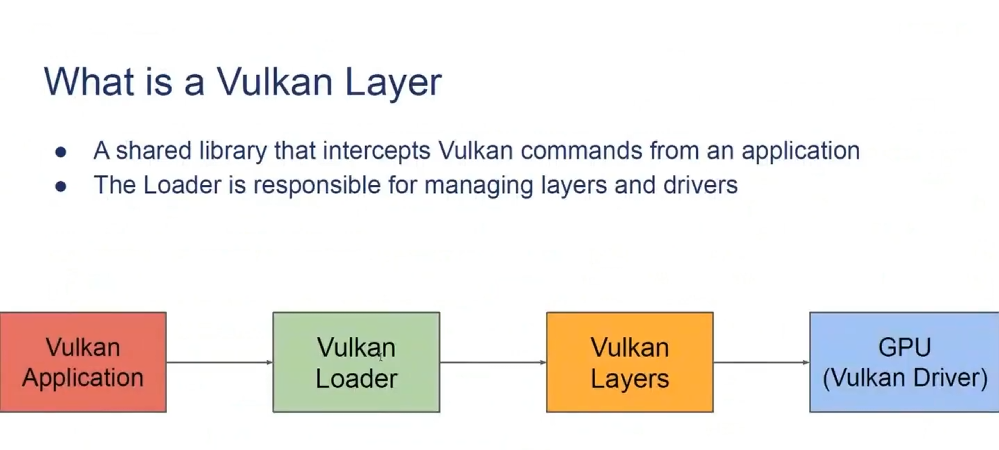 What is a Vulkan Layer
● A shared library that intercepts Vulkan commands from an application
● The Loader is responsible for managing layers and drivers
Vulkan
Application
Vulkan
Loader
Vulkan
Layers
GPU
(Vulkan Driver)